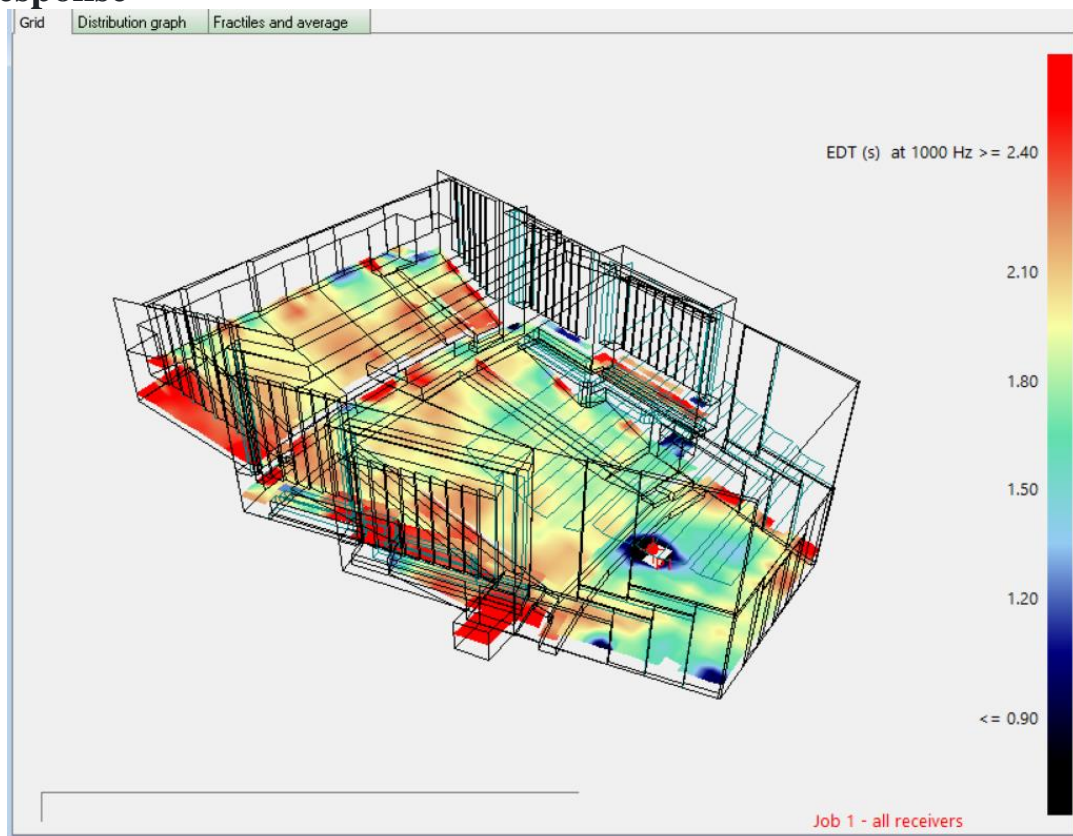 esponse
Grid Distribution graph Fractiles and average
EDT (s) at 1000 Hz >= 2.40
2.10
1.80
1.50
1.20
<= 0.90
Job 1 - all receivers